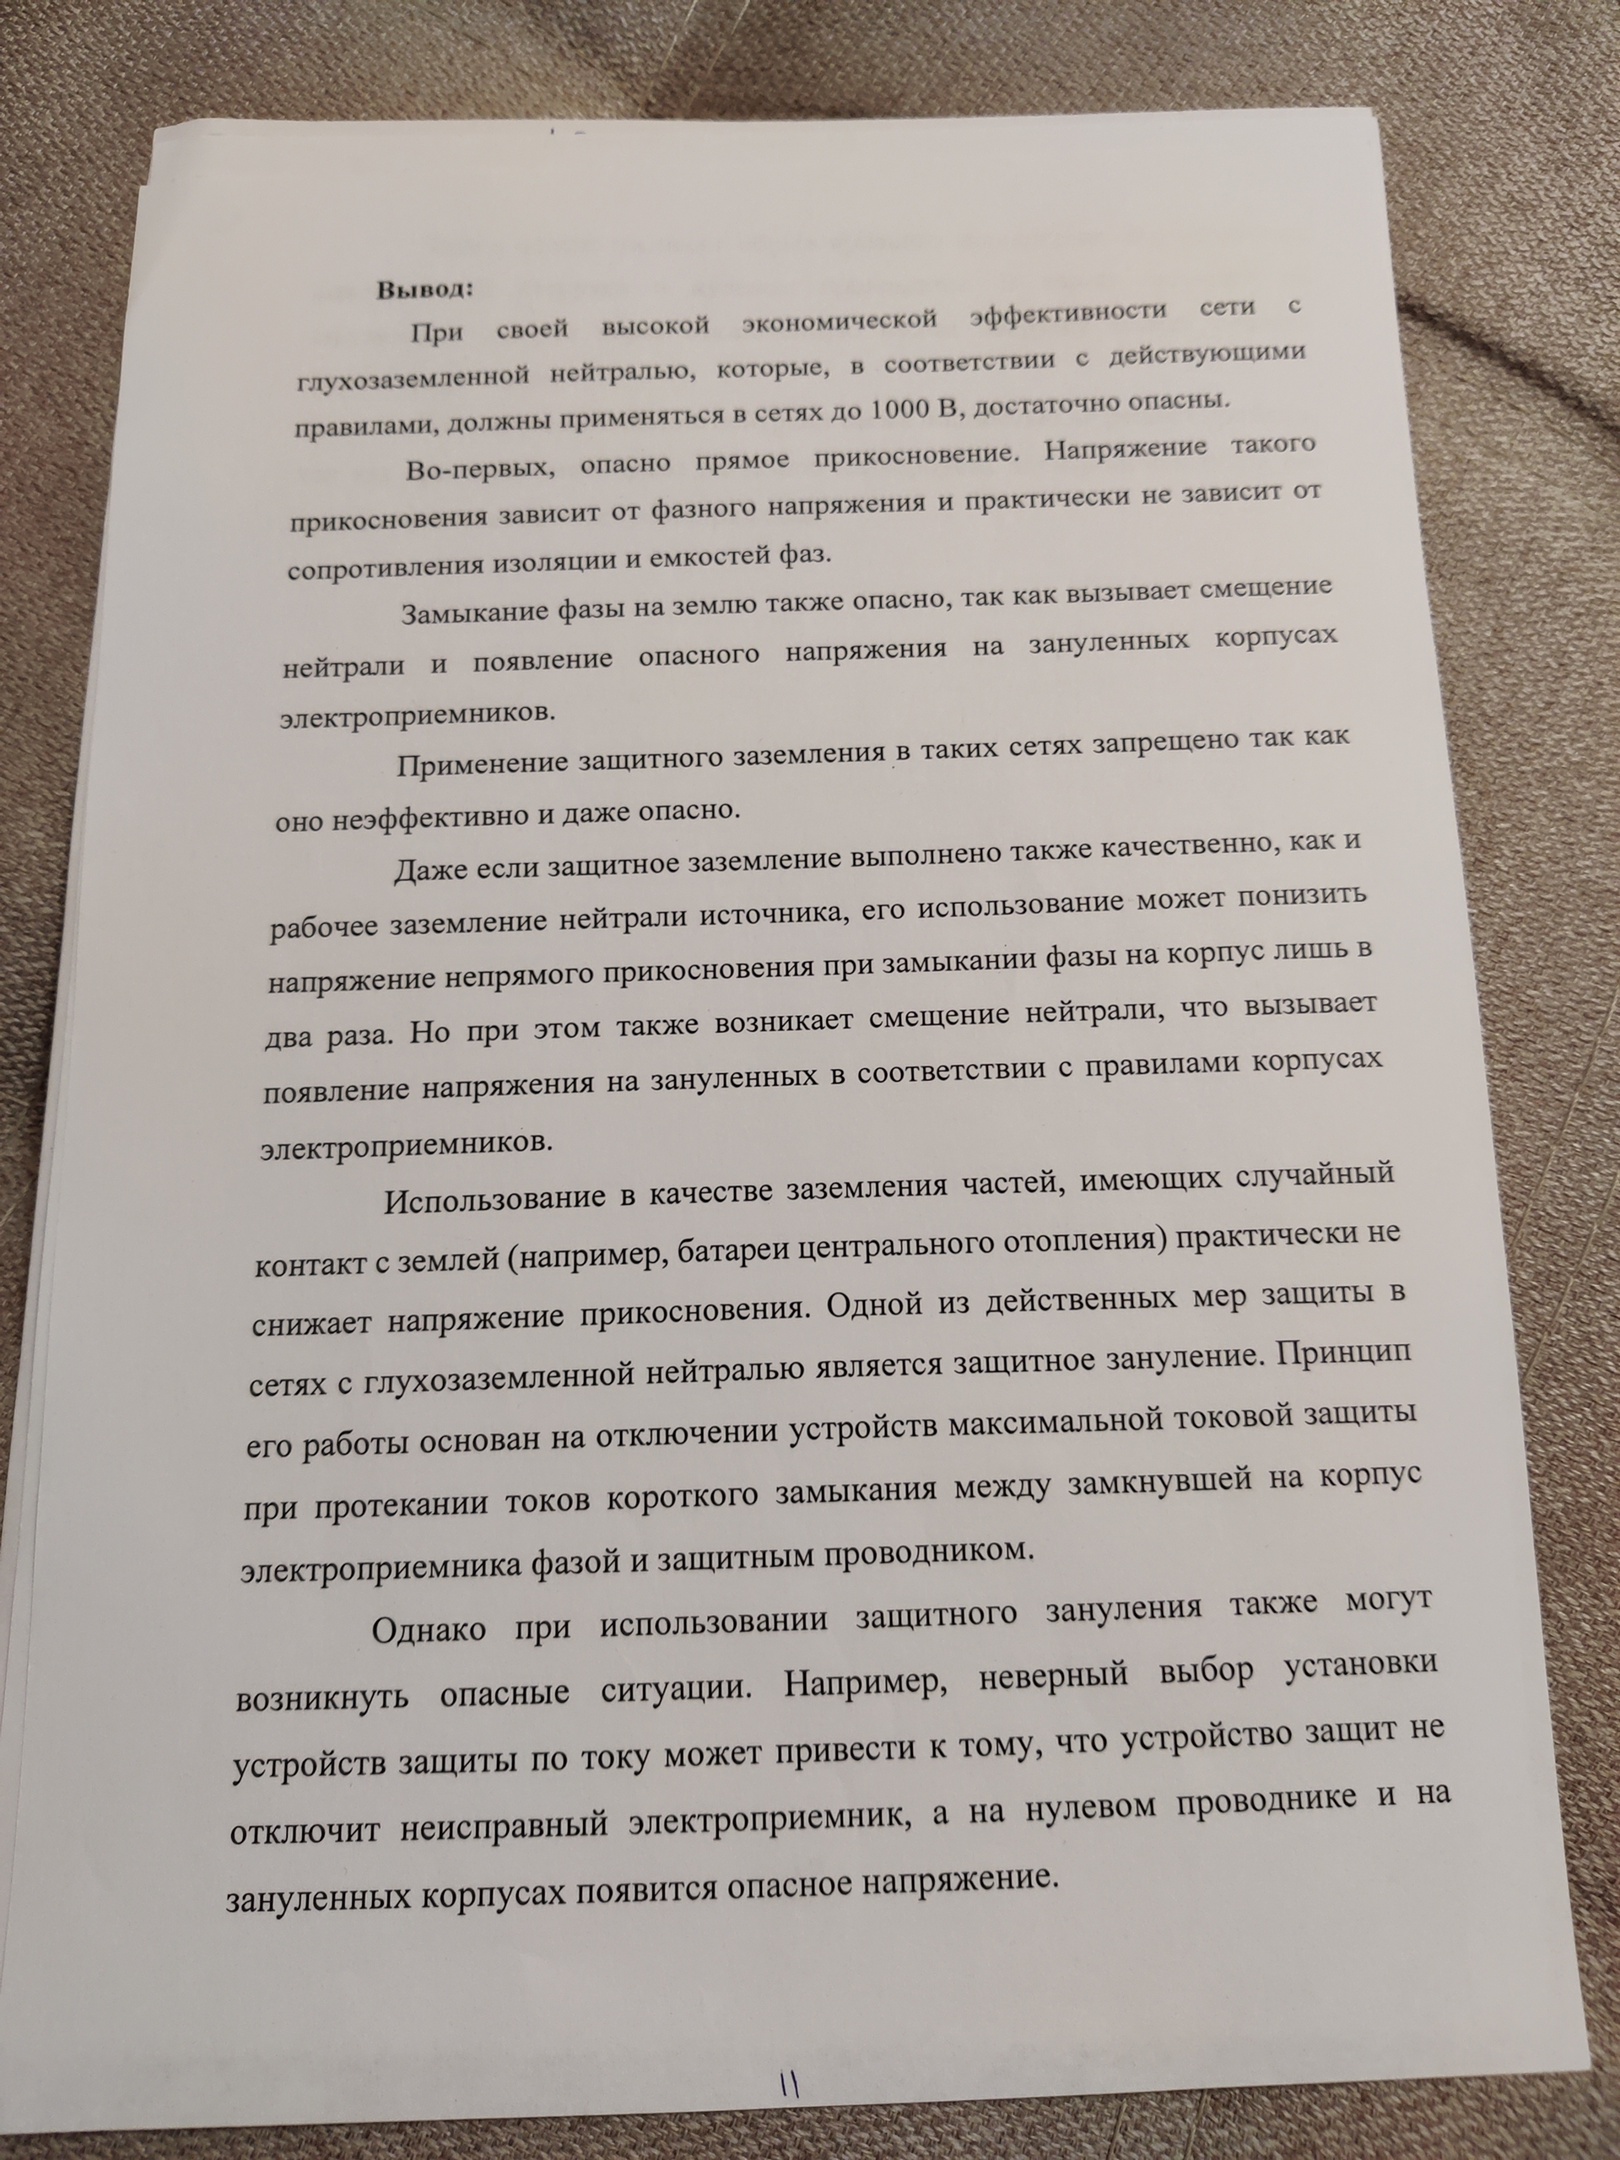 Вывод:
При своей высокой экономической эффективности сети с
глухозаземленной нейтралью, которые, в соответствии с действующими
правилами, должны применяться в сетях до 1000 В, достаточно опасны.
Во-первых, опасно прямое прикосновение. Напряжение такого
прикосновения зависит от фазного напряжения и практически не зависит от
сопротивления изоляции и емкостей фаз.
Замыкание фазы на землю также опасно, так как вызывает смещение
нейтрали и появление опасного напряжения на зануленных корпусах
электроприемников.
Применение защитного заземления в таких сетях запрещено так как
оно неэффективно и даже опасно.
Даже если защитное заземление выполнено также качественно, как и
рабочее заземление нейтрали источника, его использование может понизить
напряжение непрямого прикосновения при замыкании фазы на корпус лишь в
два раза. Но при этом также возникает смещение нейтрали, что вызывает
появление напряжения на зануленных в соответствии с правилами корпусах
электроприемников.
Использование в качестве заземления частей, имеющих случайный
контакт с землей (например, батареи центрального отопления) практически не
снижает напряжение прикосновения. Одной из действенных мер защиты в
сетях с глухозаземленной нейтралью является защитное зануление. Принцип
его работы основан на отключении устройств максимальной токовой защиты
при протекании токов короткого замыкания между замкнувшей на корпус
электроприемника фазой и защитным проводником.
Однако при использовании защитного зануления также могут
возникнуть опасные ситуации. Например, неверный выбор установки
устройств защиты по току может привести к тому, что устройство защит не
отключит неисправный электроприемник, а на нулевом проводнике и на
зануленных корпусах появится опасное напряжение.
11